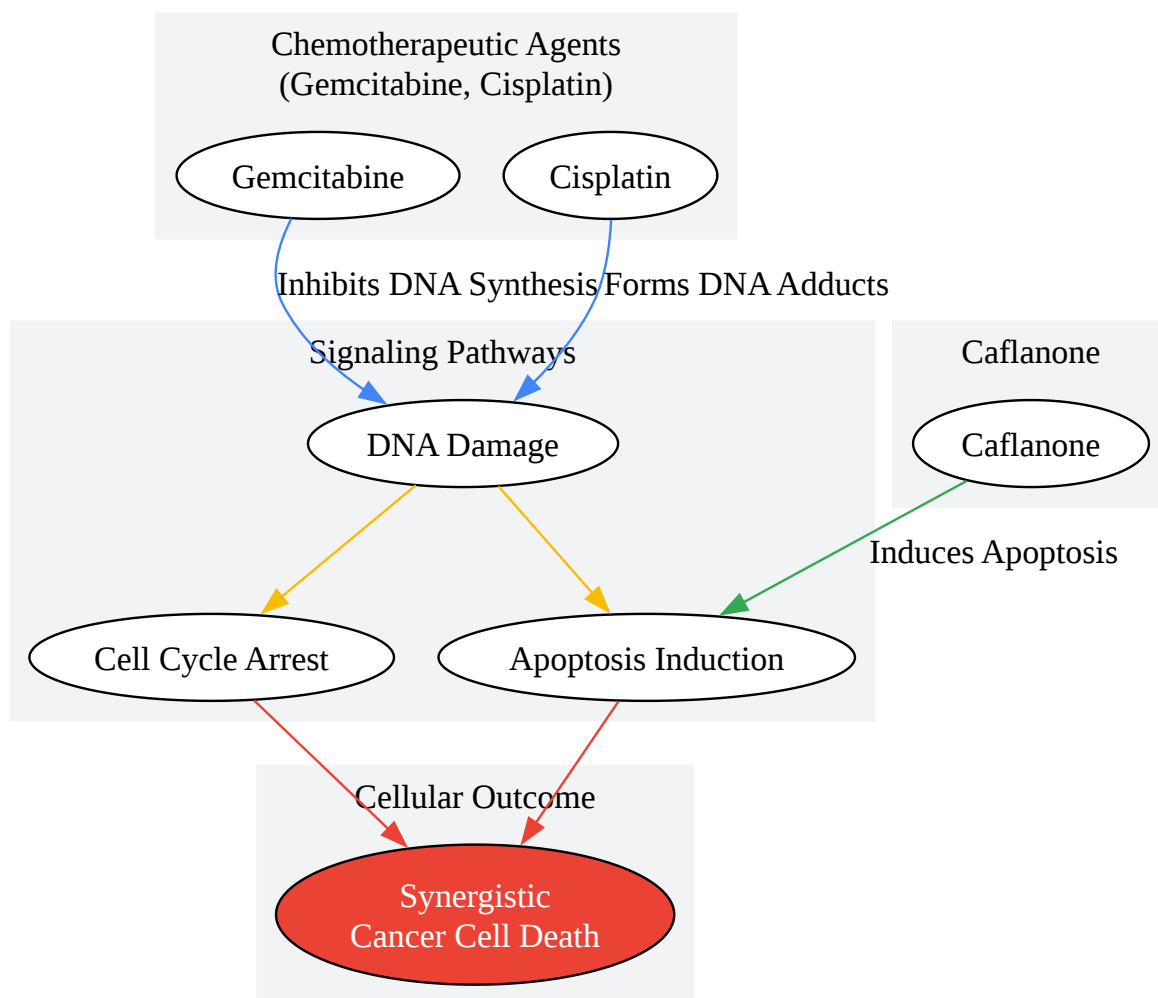 Chemotherapeutic Agents
(Gemcitabine, Cisplatin)
Gemcitabine
Cisplatin
Inhibits DNA Synthesis
Forms DNA Adducts
Signaling Pathways
Caflanone
DNA Damage
Caflanone
Induces Apoptosis
Cell Cycle Arrest
Apoptosis Induction
Cellular Outcome
Synergistic
Cancer Cell Death